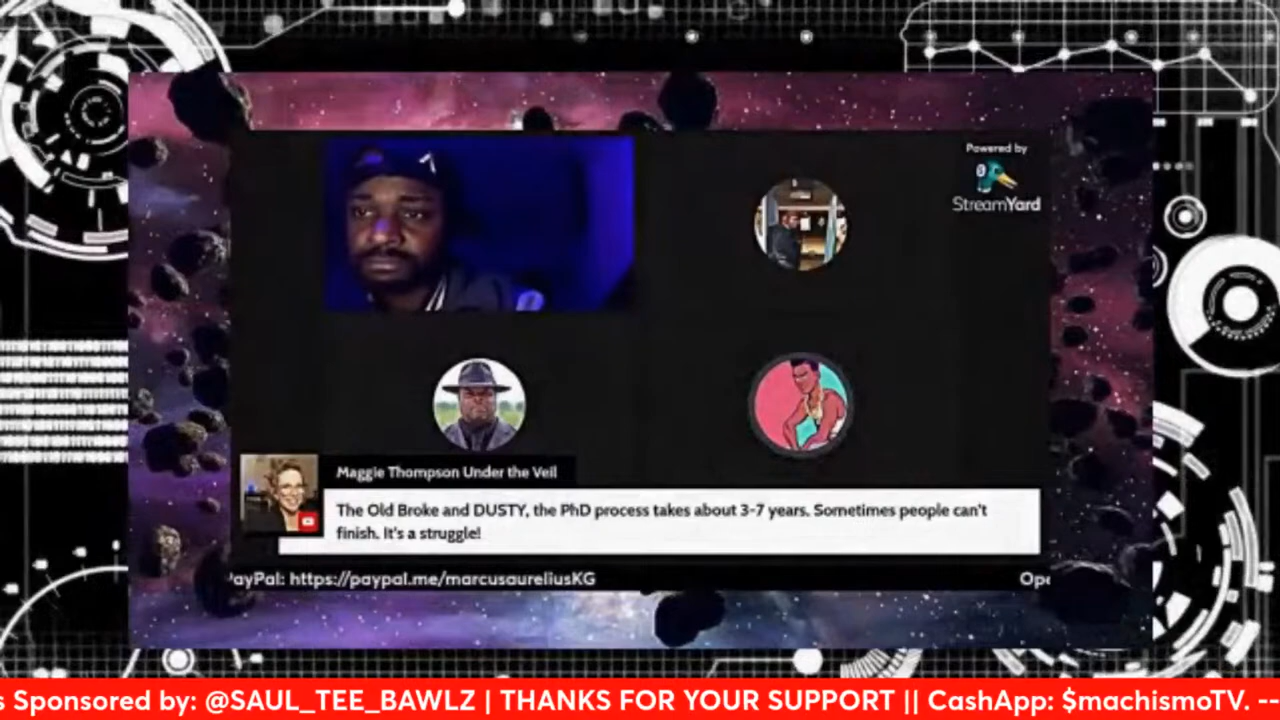 Powered by
StreamYard
Maggie Thompson Under the Veil
The Old Broke and DUSTY, the PhD process takes about 3-7 years. Sometimes people can't
finish. It's a struggle!
ayPal: https://paypal.me/marcusaureliusKG
Ope
s Sponsored by: @SAUL_TEE_BAWLZ | THANKS FOR YOUR SUPPORT || CashApp: $machismoTV. --